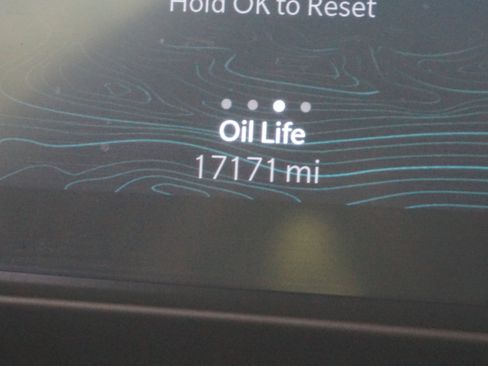 Hold OK to Reset
Oil Life
17171 mi